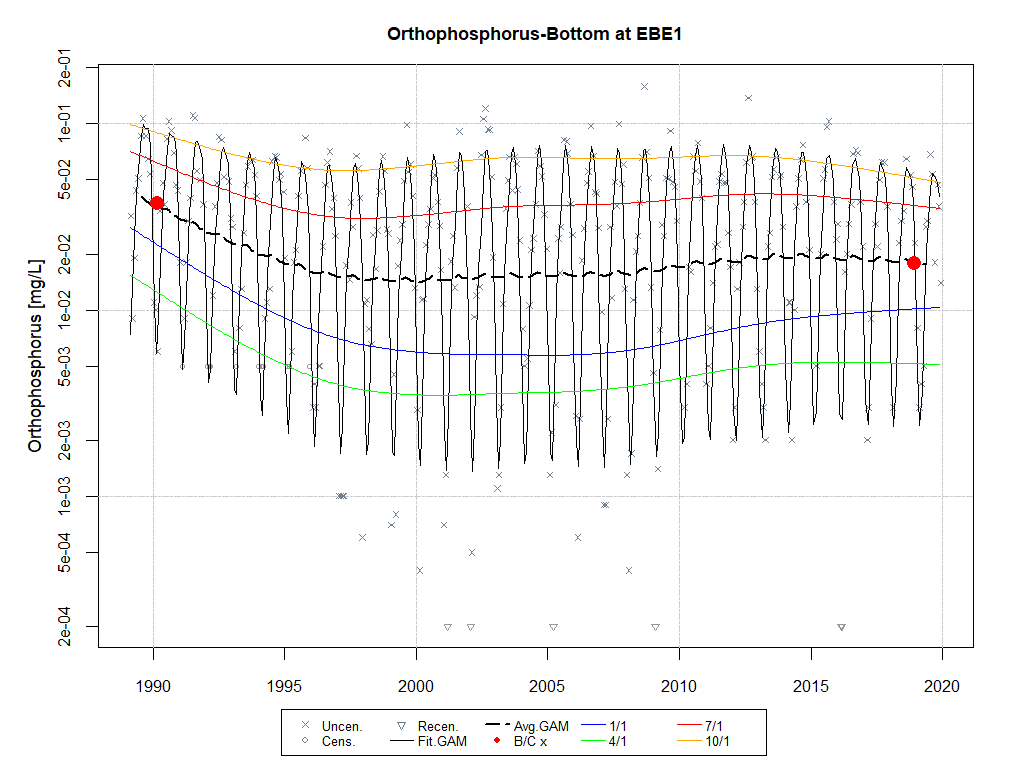 Orthophosphorus-Bottom at EBE1
Orthophosphorus [mg/L]
2e-01
1e-01
5e-02
2e-02
1e-02
5e-03
2e-03
1e-03
5e-04
2e-04
1990 1995 2000 2005 2010 2015 2020
Uncen. Recen. Avg.GAM 1/1 7/1
Cens. Fit.GAM B/C x 4/1 10/1